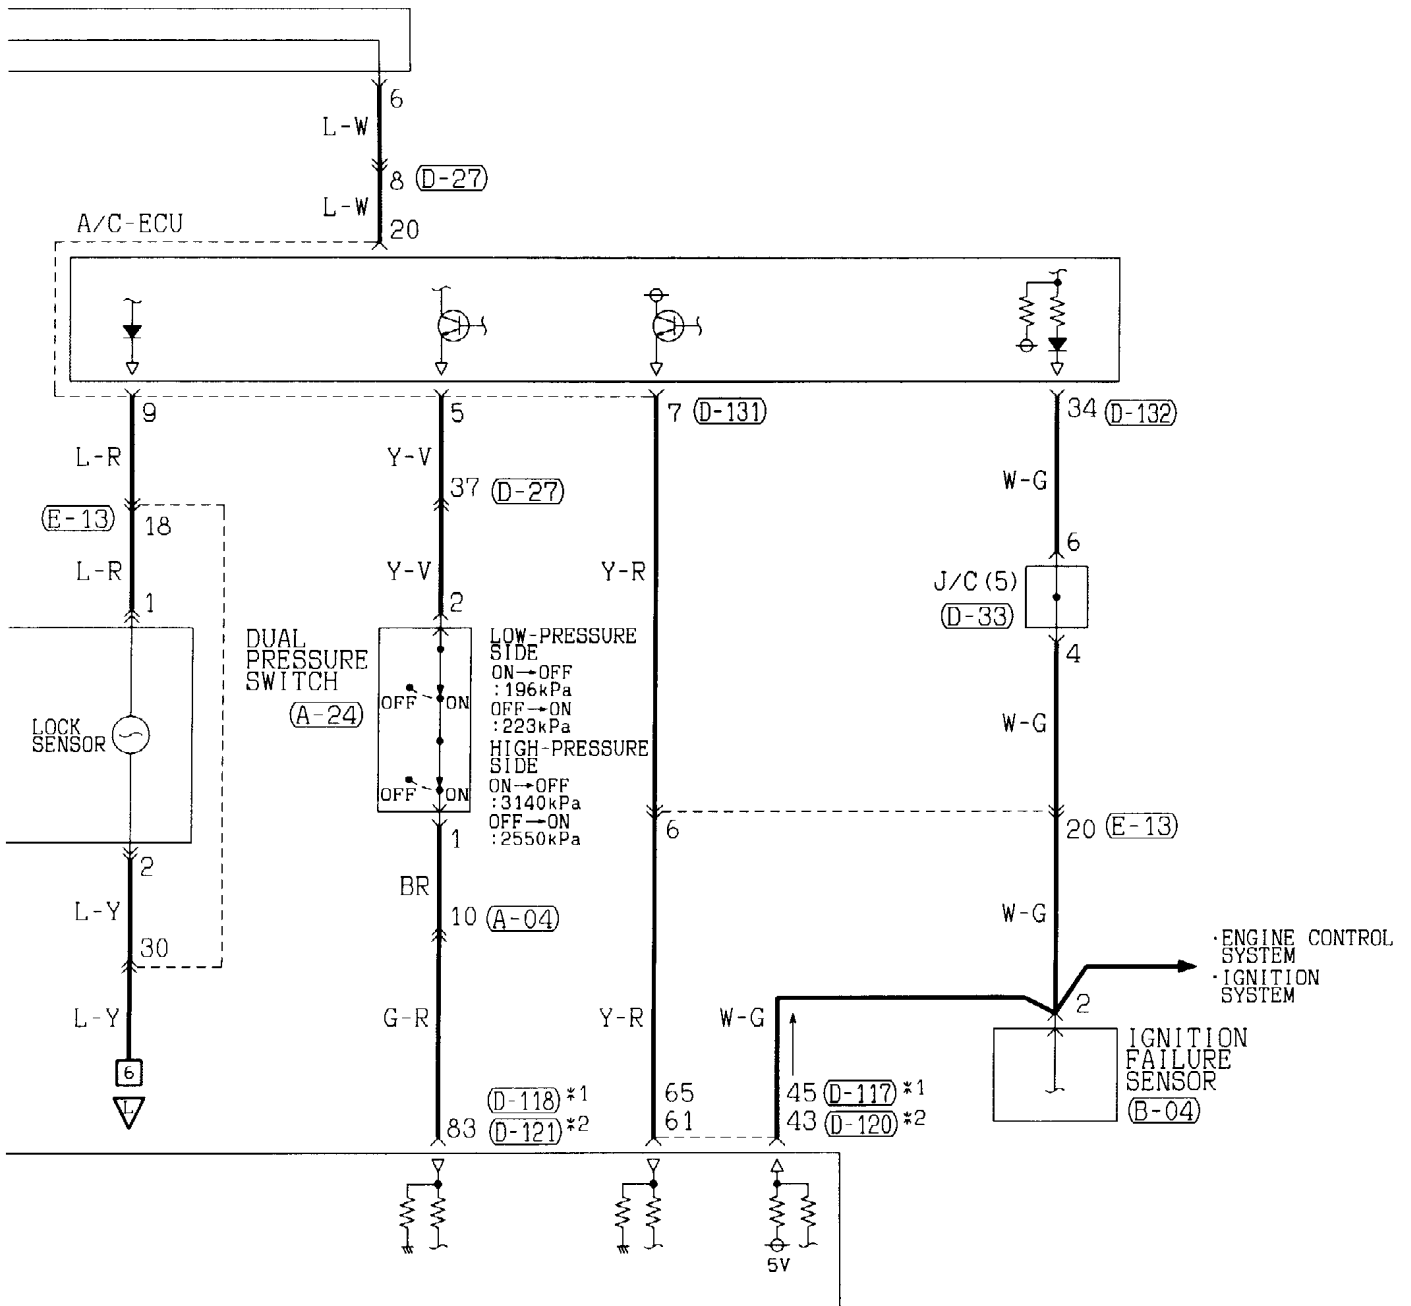 6
L-W
8 (D-27)
L-W
20
A/C-ECU
9
5
7 (D-131)
34 (D-132)
L-R
Y-V
W-G
37 (D-27)
(E-13)
18
6
L-R
Y-V
Y-R
J/C (5)
(D-33)
1
2
4
DUAL
PRESSURE
SWITCH
(A-24)
OFF
ON
OFF
ON
LOW-PRESSURE
SIDE
ON→OFF
:196kPa
OFF→ON
:223kPa
HIGH-PRESSURE
SIDE
ON→OFF
:3140kPa
OFF→ON
:2550kPa
LOCK
SENSOR
W-G
6
20 (E-13)
2
1
BR
L-Y
10 (A-04)
W-G
30
·ENGINE CONTROL
SYSTEM
·IGNITION
SYSTEM
L-Y
G-R
Y-R
W-G
2
6
L
IGNITION
FAILURE
SENSOR
(B-04)
83 (D-118)*1
(D-121)*2
65
61
45 (D-117)*1
43 (D-120)*2
5V